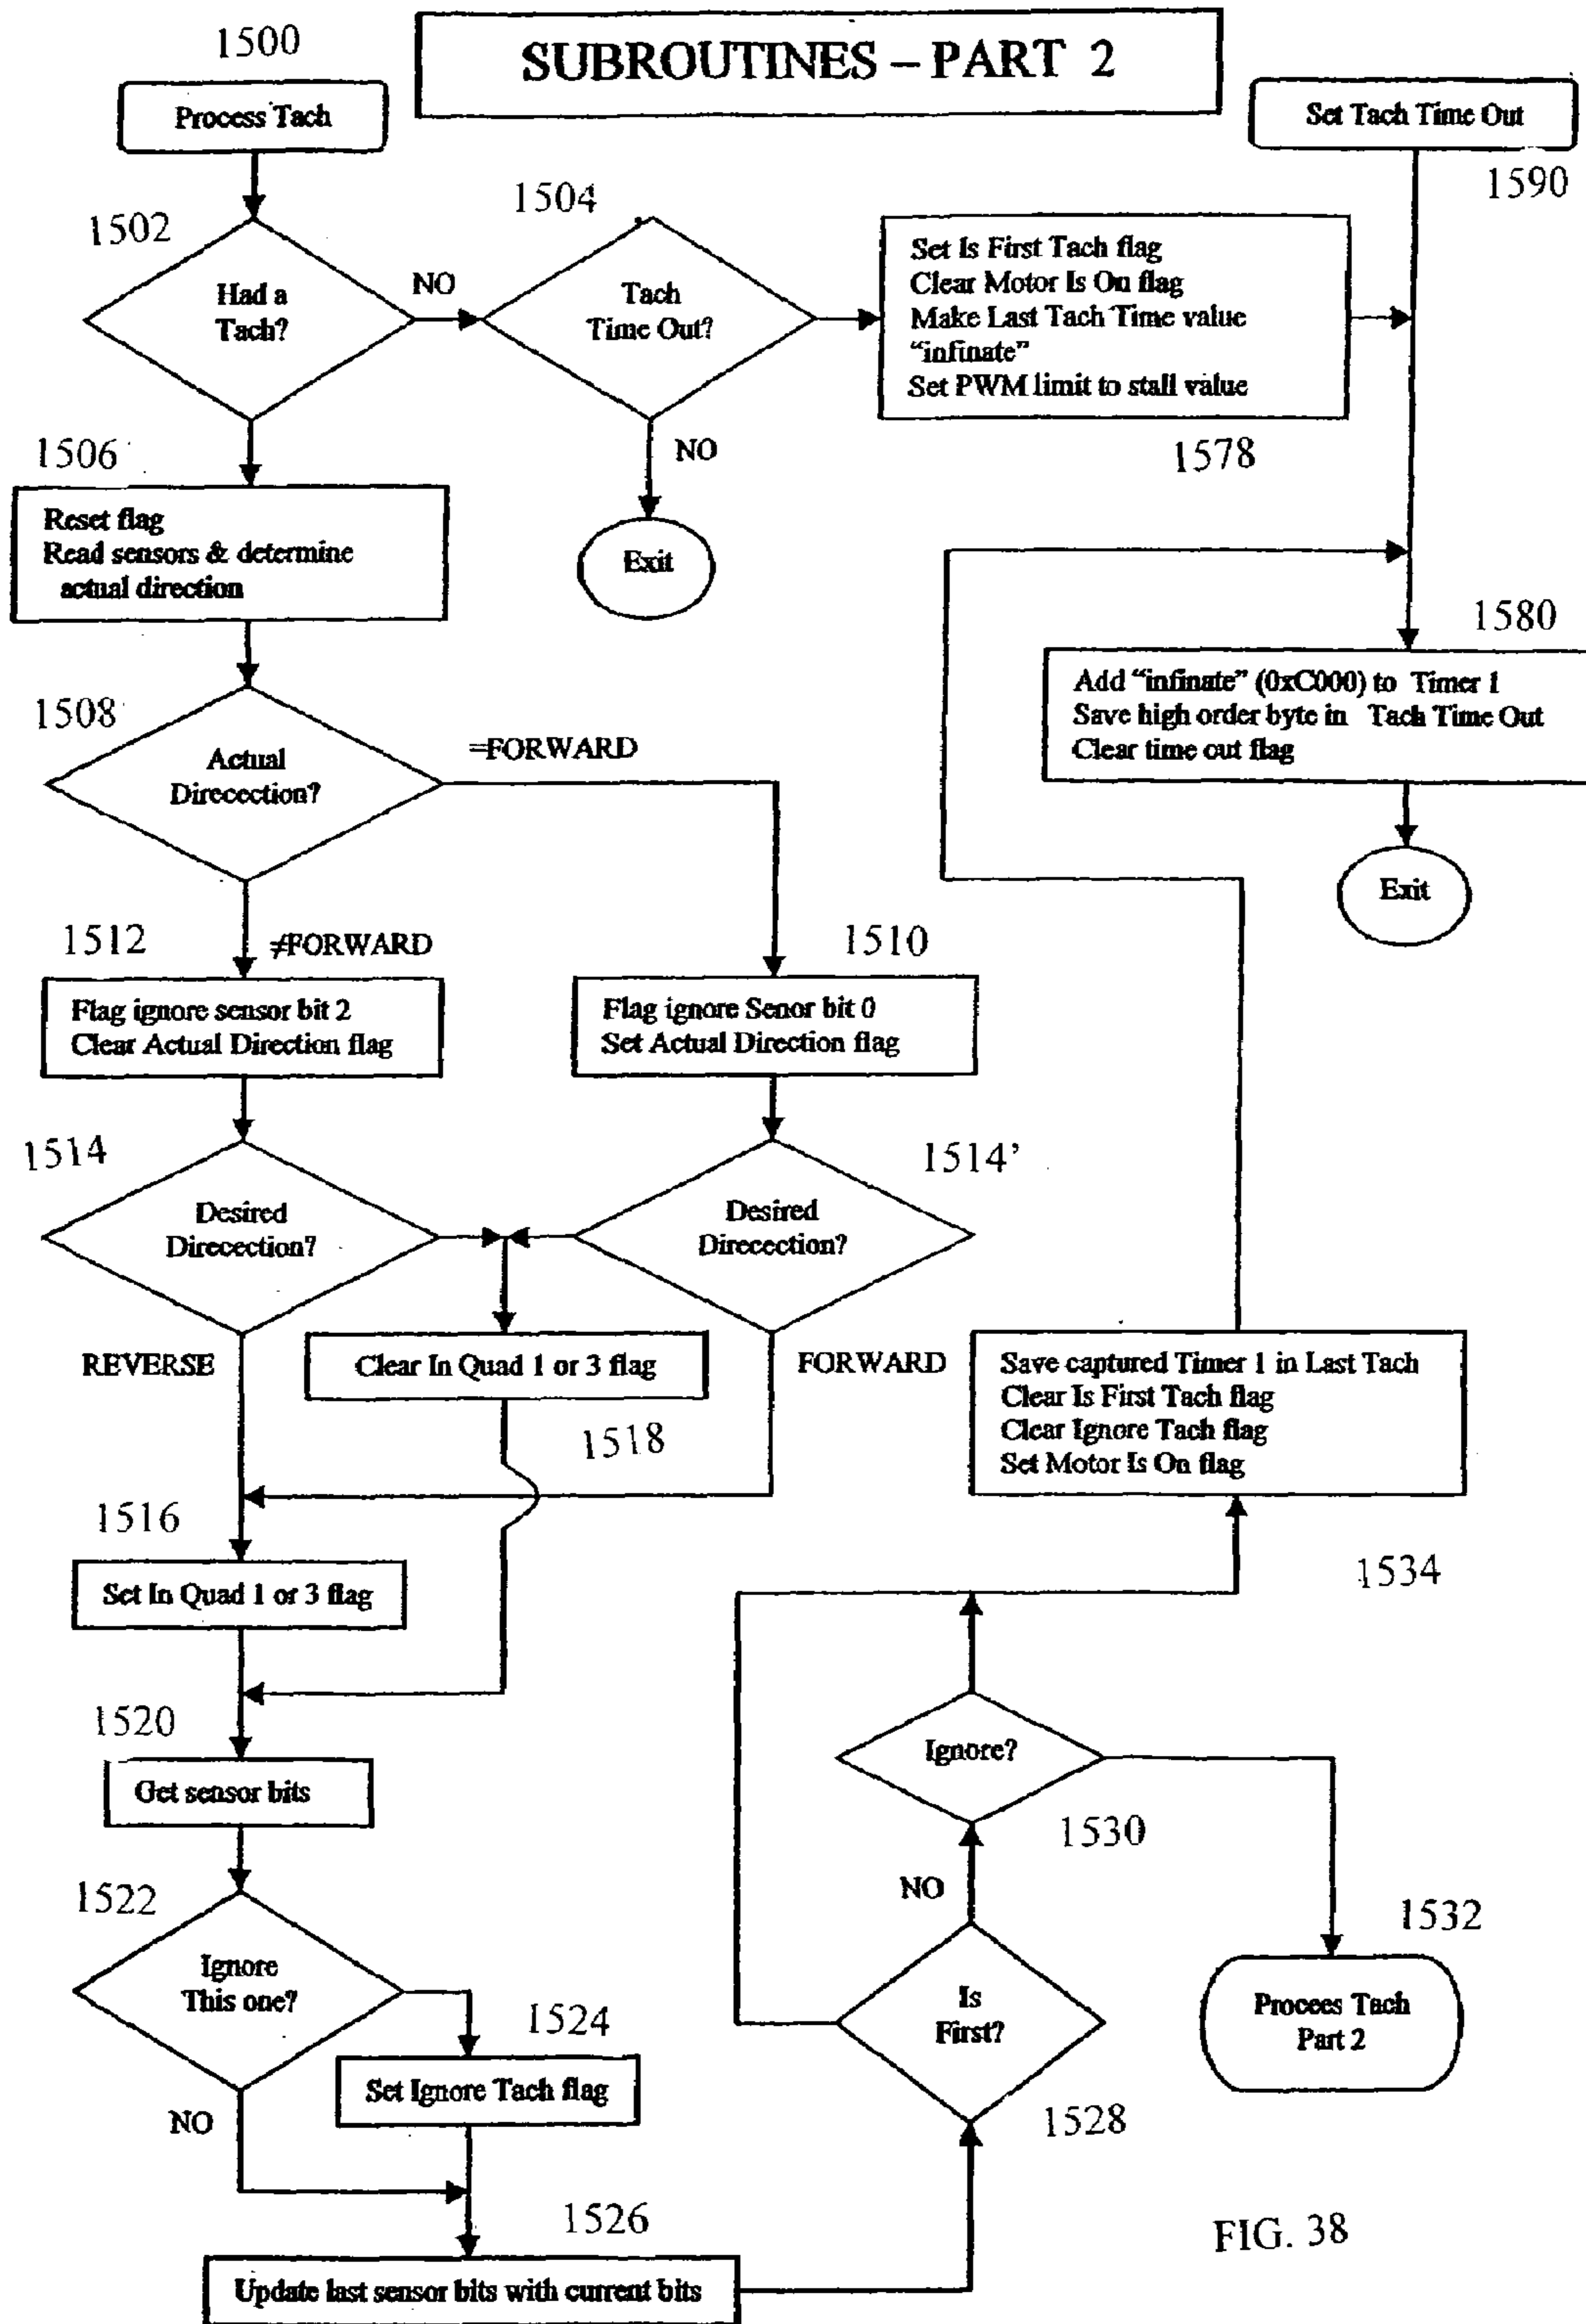 1500
SUBROUTINES – PART 2
Process Tach
Set Tach Time Out
1590
1502
1504
Had a
Tach?
NO
Tach
Time Out?
Set Is First Tach flag
Clear Motor Is On flag
Make Last Tach Time value
“infinate”
Set PWM limit to stall value
1578
NO
Exit
1506
Reset flag
Read sensors & determine
actual direction
1580
Add “infinate” (0xC000) to Timer 1
Save high order byte in Tach Time Out
Clear time out flag
Exit
1508
Actual
Direcection?
=FORWARD
1512
≠FORWARD
1510
Flag ignore sensor bit 2
Clear Actual Direction flag
Flag ignore Senor bit 0
Set Actual Direction flag
1514
Desired
Direcection?
1514’
Desired
Direcection?
REVERSE
Clear In Quad 1 or 3 flag
FORWARD
1518
Save captured Timer 1 in Last Tach
Clear Is First Tach flag
Clear Ignore Tach flag
Set Motor Is On flag
1534
1516
Set In Quad 1 or 3 flag
1520
Get sensor bits
Ignore?
1530
NO
1522
Ignore
This one?
1532
Is
First?
Procees Tach
Part 2
1524
Set Ignore Tach flag
NO
1528
1526
Update last sensor bits with current bits
FIG. 38